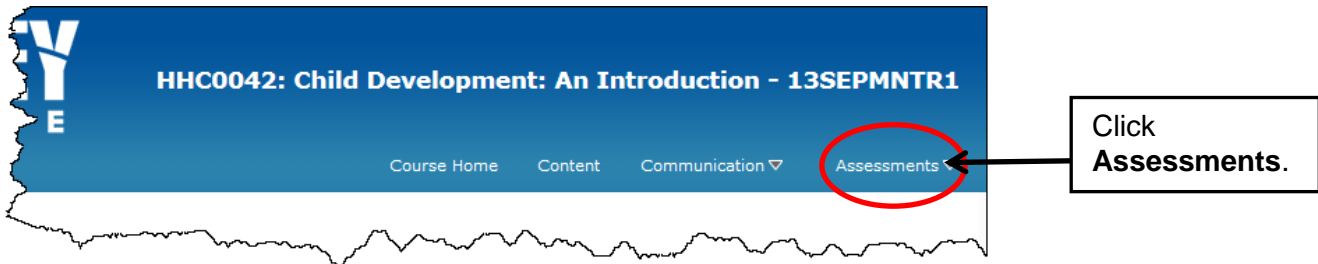 HHC0042: Child Development: An Introduction - 13SEPMNTR1
E
Course Home Content Communication Assessments
Click
Assessments.